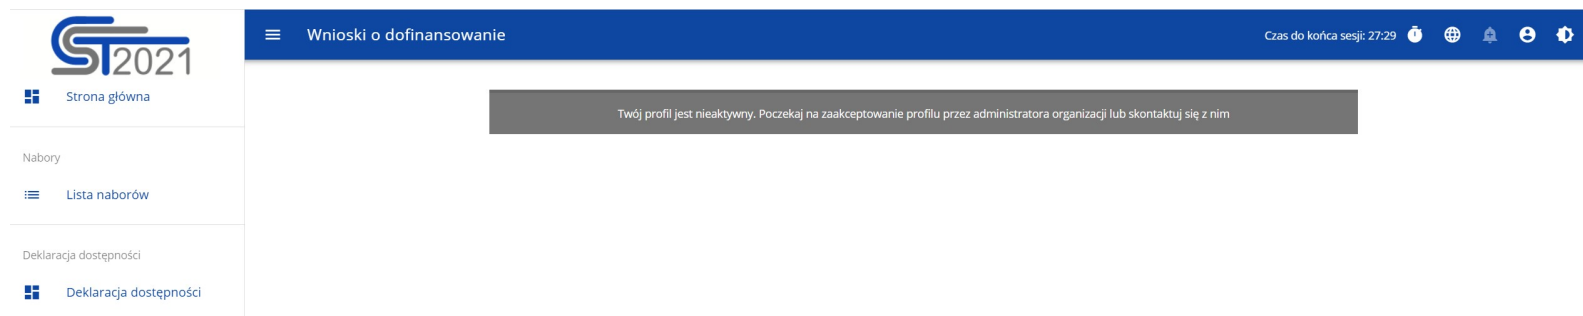 CST2021
Wnioski o dofinansowanie
Czas do końca sesji: 27:29
Strona główna
Twój profil jest nieaktywny. Poczekaj na zaakceptowanie profilu przez administratora organizacji lub skontaktuj się z nim
Nabory
Lista naborów
Deklaracja dostępności
Deklaracja dostępności